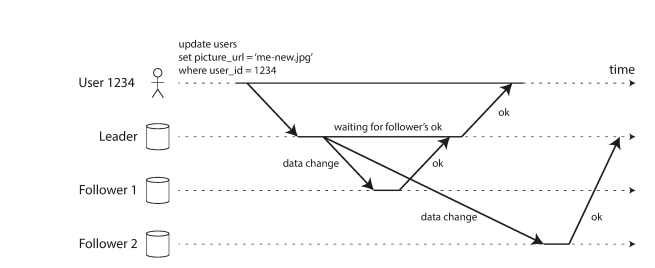 update users
set picture_url = 'me-new.jpg'
where user_id = 1234
time
User 1234
ok
waiting for follower's ok
Leader
data change
ok
Follower 1
data change
ok
Follower 2